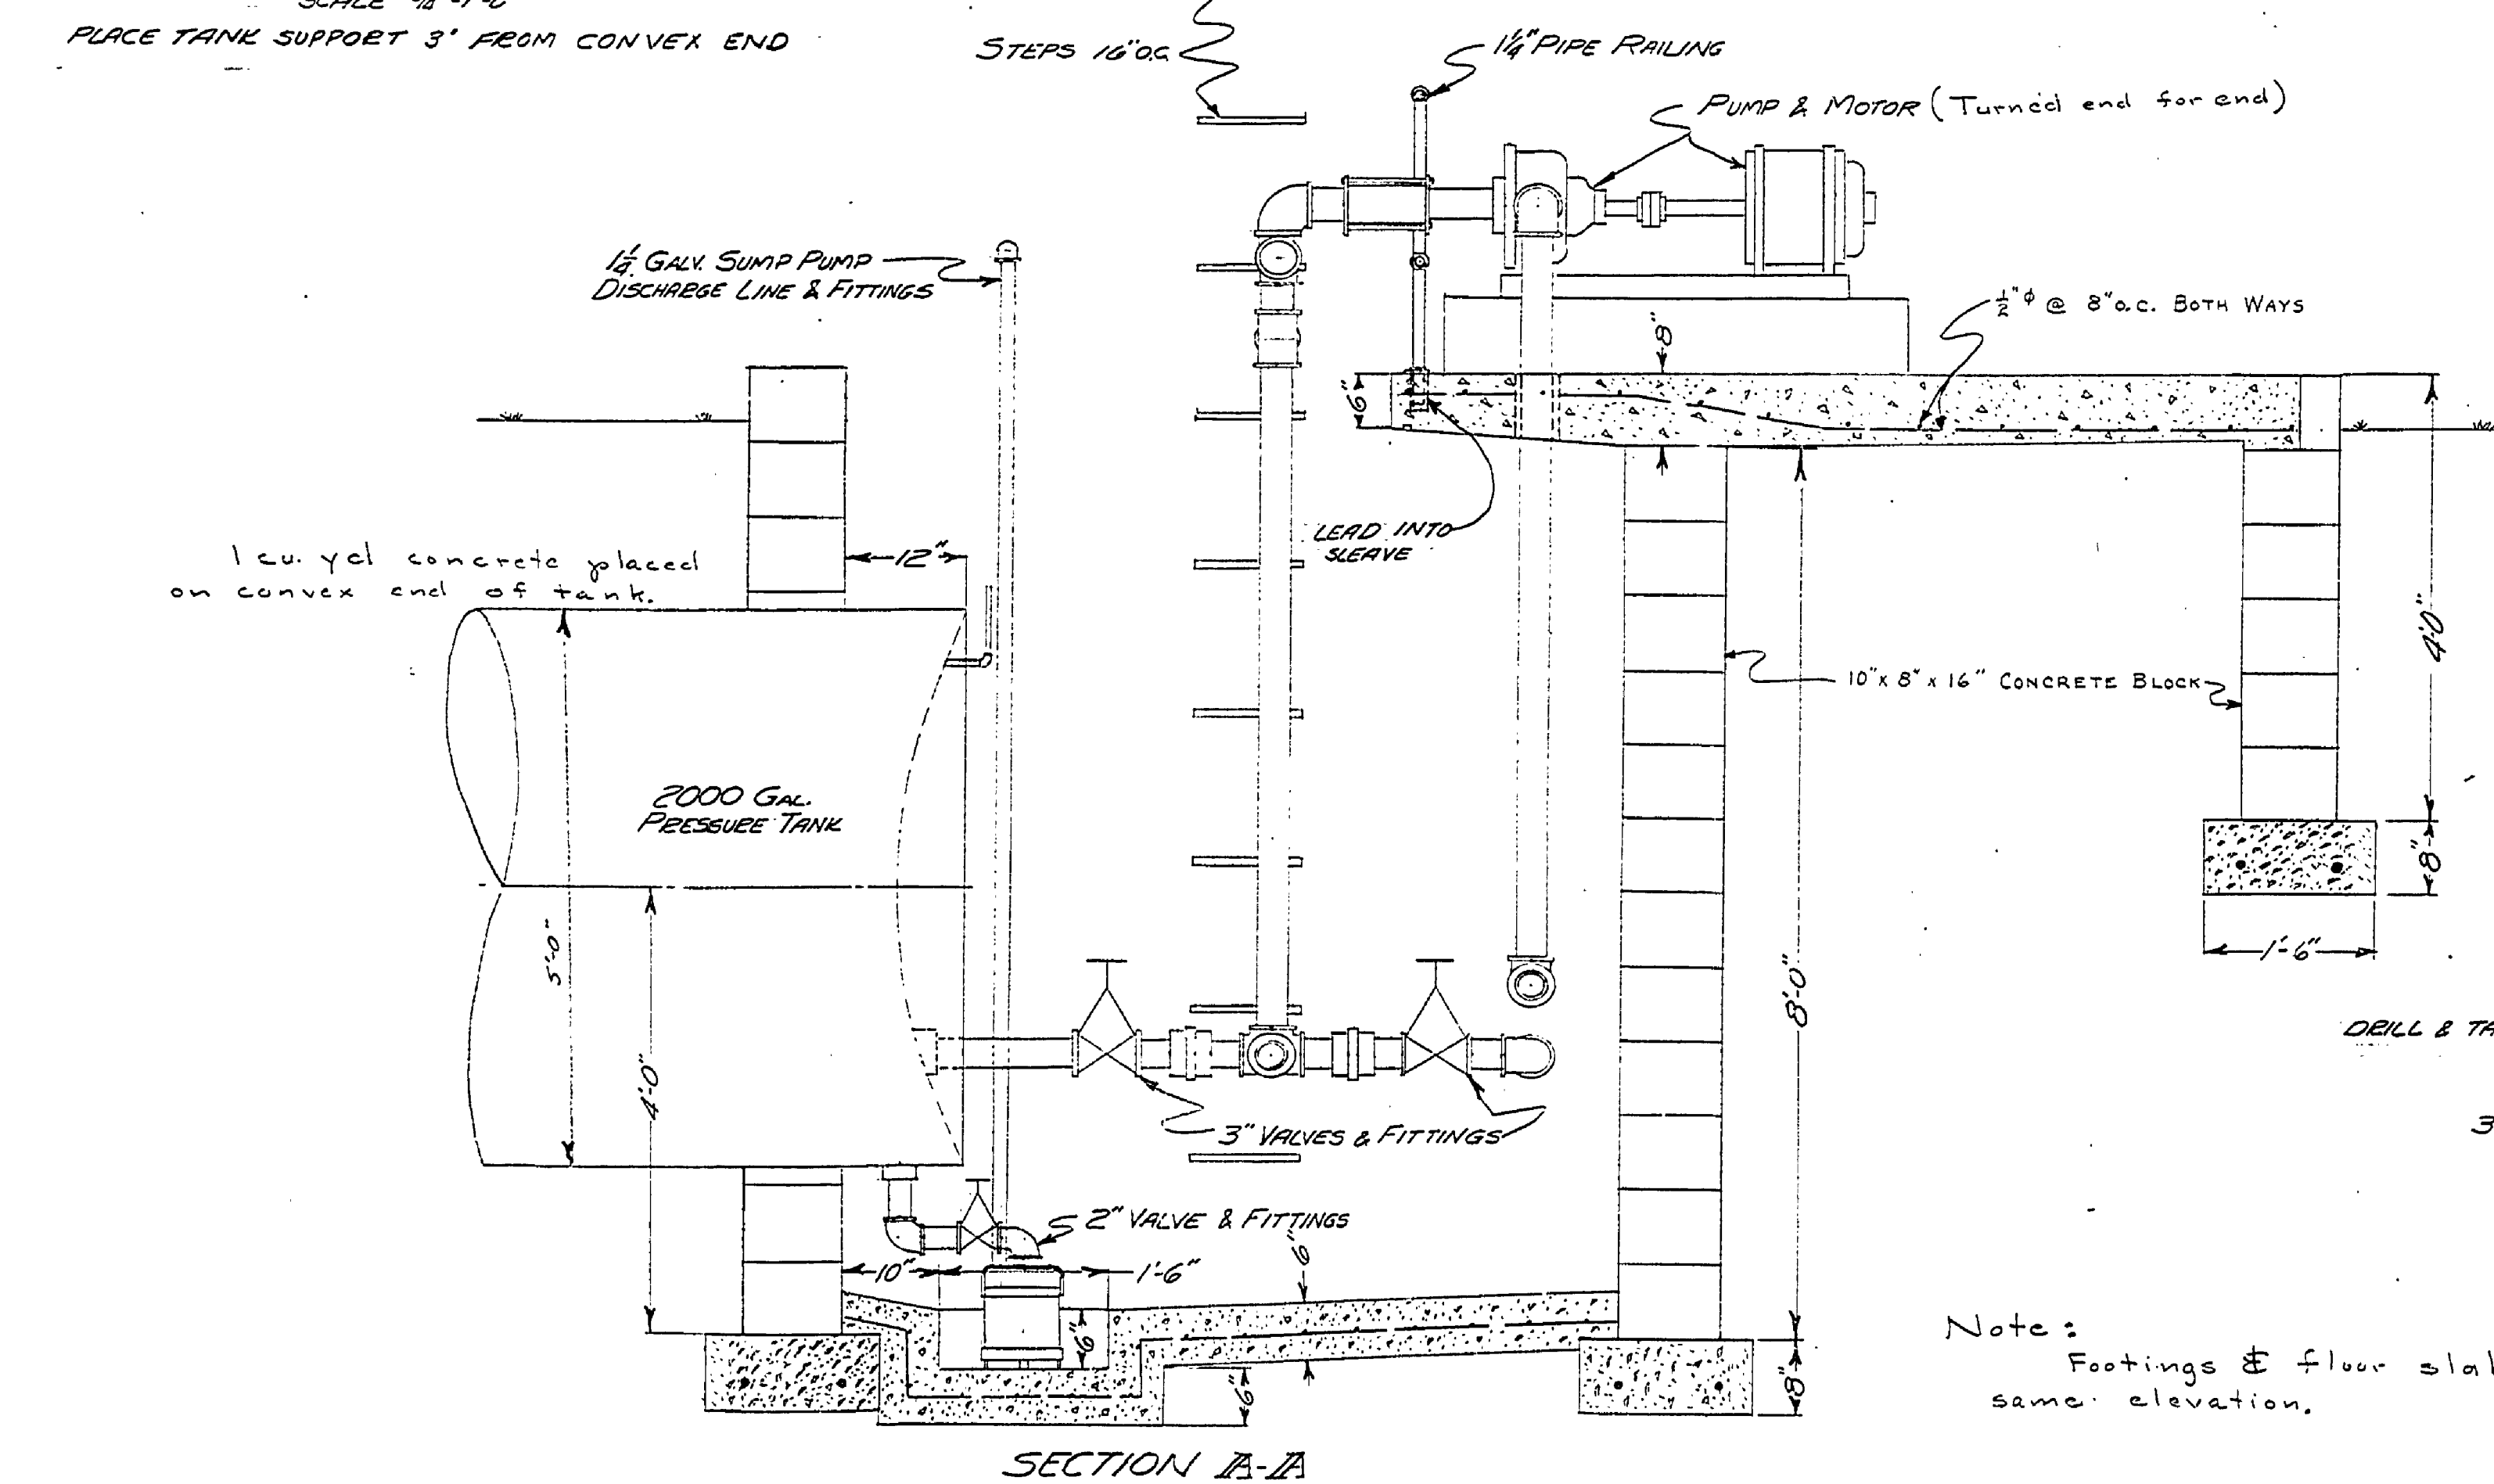 PLACE TANK SUPPORT 3' FROM CONVEX END
STEPS 16" O.C.
1¼" PIPE RAILING
PUMP & MOTOR (Turned end for end)
1¼ GALV. SUMP PUMP
DISCHARGE LINE & FITTINGS
½" ϕ @ 8" O.C. BOTH WAYS
8"
6"
LEAD INTO
SLEAVE
1 cu. yd concrete placed
on convex end of tank.
12"
10" x 8" x 16" CONCRETE BLOCK
4'-0"
8"
1'-6"
2000 GAL.
PRESSURE TANK
5'-0"
4'-0"
8'-0"
DRILL &
3
3" VALVES & FITTINGS
2" VALVE & FITTINGS
10"
1'-6"
6"
6"
6"
8"
Note:
Footings & floor
same elevation.
SECTION A-A